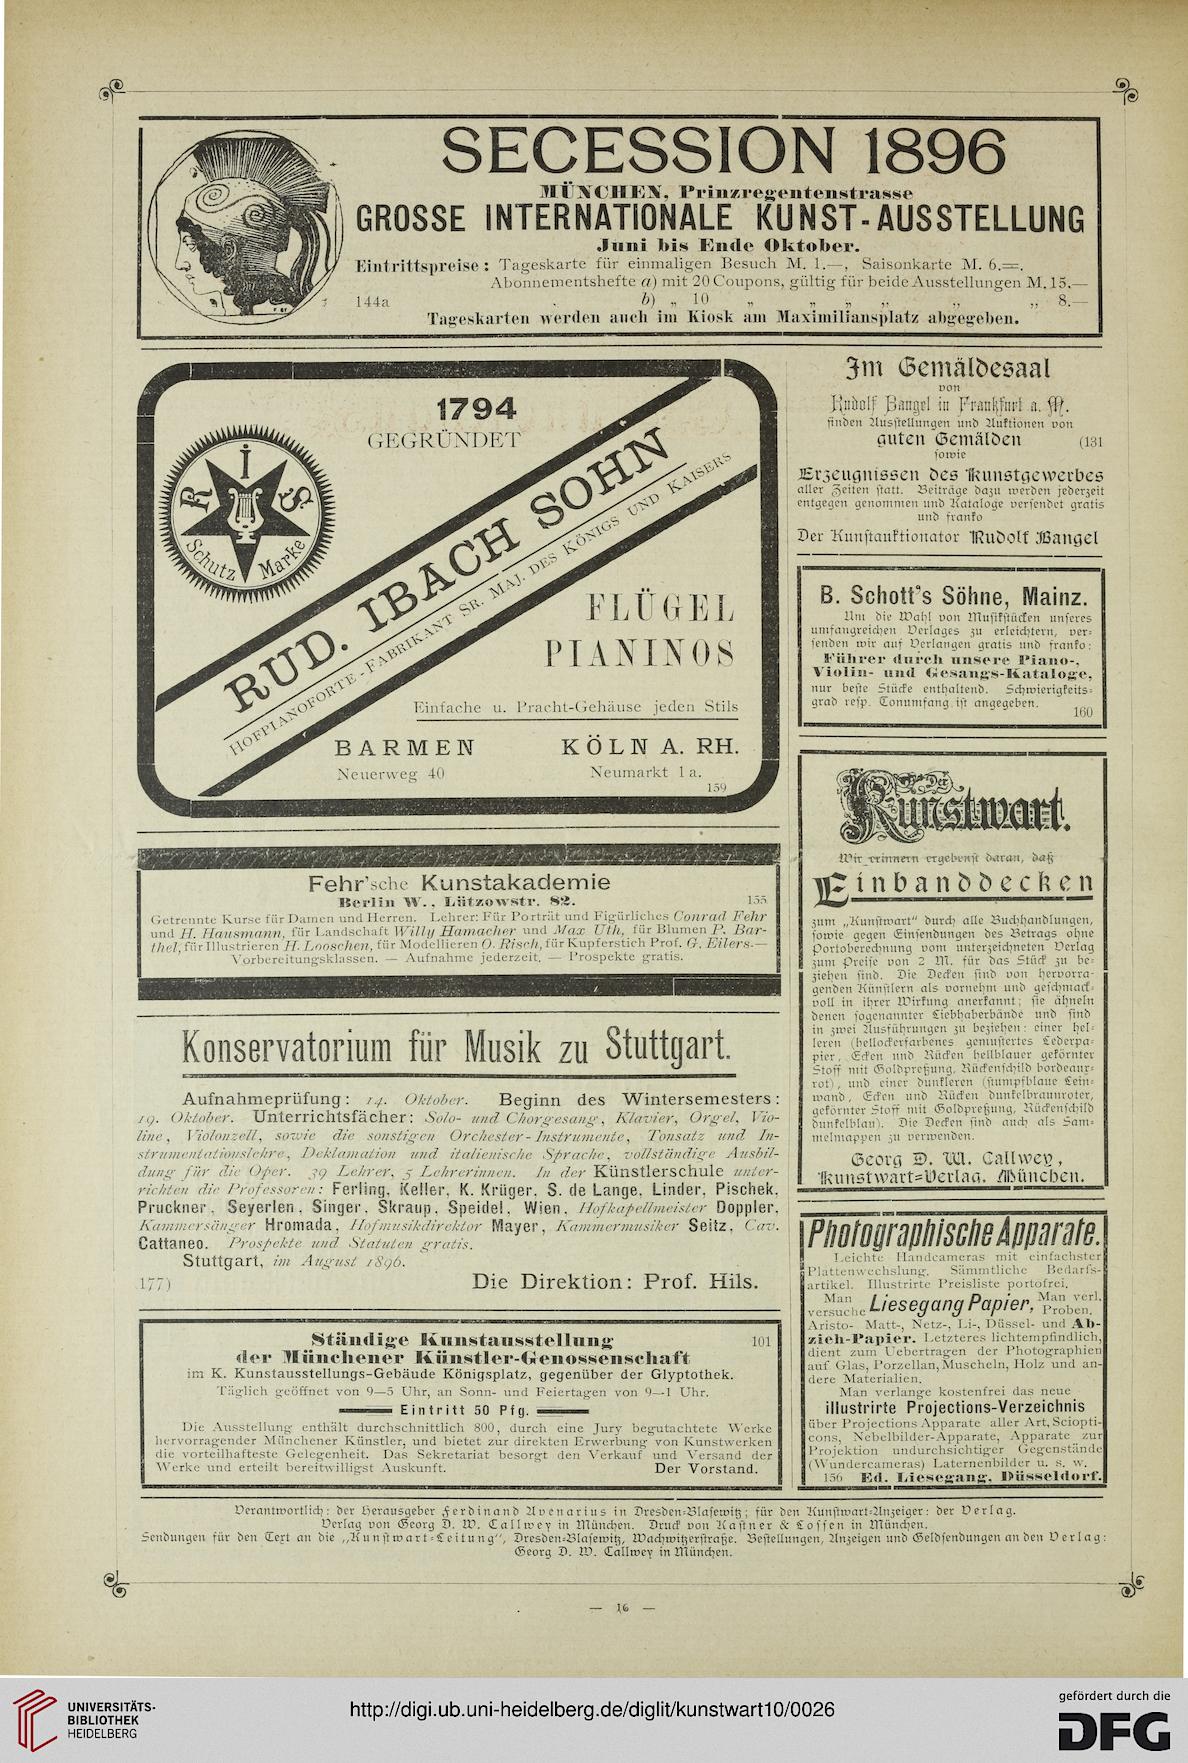 SECESSION 1896
MÜNCHEN, Prinzregentenstrasse
GROSSE INTERNATIONALE KUNST-AUSSTELLUNG
Juni bis Ende Oktober.
Eintrittspreise: Tageskarte für einmaligen Besuch M. 1.—, Saisonkarte M. 6.—.
Abonnementshefte a) mit 20 Coupons, gültig für beide Ausstellungen M. 15.—
144a b) „ 10 „ „ „ „ „ „ 8.—
Tageskarten werden auch im Kiosk am Maximiliansplatz abgegeben.
1794
GEGRÜNDET
R I S
Schutz Marke
RUD. IBACH SOHN
HOFPIANOFORTE-FABRIKANT SR. MAJ. DES KÖNIGS UND KAISERS
FLÜGEL
PIANINOS
Einfache u. Pracht-Gehäuse jeden Stils
BARMEN KÖLN A. RH.
Neuerweg 40 Neumarkt 1 a.
159
Fehr'sche Kunstakademie
Berlin W., Lützowstr. 82. 155
Getrennte Kurse für Damen und Herren. Lehrer: Für Porträt und Figürliches Conrad Fehr
und H. Hausmann, für Landschaft Willy Hamacher und Max Uth, für Blumen P. Bar-
thel, für Illustrieren H. Looschen, für Modellieren O. Risch, für Kupferstich Prof. G. Eilers.—
Vorbereitungsklassen. — Aufnahme jederzeit. — Prospekte gratis.
Konservatorium für Musik zu Stuttgart.
Aufnahmeprüfung: 14. Oktober. Beginn des Wintersemesters:
19. Oktober. Unterrichtsfächer: Solo- und Chorgesang, Klavier, Orgel, Vio-
line, Violonzell, sowie die sonstigen Orchester-Instrumente, Tonsatz und In-
strumentationslehre, Deklamation und italienische Sprache, vollständige Ausbil-
dung für die Oper. 39 Lehrer, 5 Lehrerinnen. In der Künstlerschule unter-
richten die Professoren: Ferling, Keller, K. Krüger, S. de Lange, Linder, Pischek,
Pruckner, Seyerlen, Singer, Skraup, Speidel, Wien, Hofkapellmeister Doppler,
Kammersänger Hromada, Hofmusikdirektor Mayer, Kammermusiker Seitz, Cav.
Cattaneo. Prospekte und Statuten gratis.
Stuttgart, im August 1896.
177) Die Direktion: Prof. Hils.
Ständige Kunstausstellung 101
der Münchener Künstler-Genossenschaft
im K. Kunstausstellungs-Gebäude Königsplatz, gegenüber der Glyptothek.
Täglich geöffnet von 9—5 Uhr, an Sonn- und Feiertagen von 9—1 Uhr.
Eintritt 50 Pfg.
Die Ausstellung enthält durchschnittlich 800, durch eine Jury begutachtete Werke
hervorragender Münchener Künstler, und bietet zur direkten Erwerbung von Kunstwerken
die vorteilhafteste Gelegenheit. Das Sekretariat besorgt den Verkauf und Versand der
Werke und erteilt bereitwilligst Auskunft. Der Vorstand.
Im Gemäldesaal
von
Rudolf Bangel in Frankfurt a. M.
finden Ausstellungen und Auktionen von
guten Gemälden (131
sowie
Erzeugnissen des Kunstgewerbes
aller Zeiten statt. Beiträge dazu werden jederzeit
entgegen genommen und Kataloge versendet gratis
und franko
Der Kunstauktionator Rudolf Bangel
B. Schott's Söhne, Mainz.
Um die Wahl von Musikstücken unseres
umfangreichen Verlages zu erleichtern, ver-
senden wir auf Verlangen gratis und franko:
Führer durch unsere Piano-,
Violin- und Gesangs-Kataloge,
nur beste Stücke enthaltend. Schwierigkeits-
grad resp. Tonumfang ist angegeben.
160
Der
Kunstwart.
Wir erinnern ergebenst daran, daß
Einbanddecken
zum „Kunstwart" durch alle Buchhandlungen,
sowie gegen Einsendungen des Betrags ohne
Portoberechnung vom unterzeichneten Verlag
zum Preise von 2 M. für das Stück zu be-
ziehen sind. Die Decken sind von hervorra-
genden Künstlern als vornehm und geschmack-
voll in ihrer Wirkung anerkannt; sie ähneln
denen sogenannter Liebhaberbände und sind
in zwei Ausführungen zu beziehen: einer hel-
leren (hellockerfarbenes gemustertes Lederpa-
pier, Ecken und Rücken hellblauer gekörnter
Stoff mit Goldpreßung, Rückenschild bordeaux-
rot), und einer dunkleren (stumpfblaue Lein-
wand, Ecken und Rücken dunkelbraunroter,
gekörnter Stoff mit Goldpreßung, Rückenschild
dunkelblau). Die Decken sind auch als Sam-
melmappen zu verwenden.
Georg D. W. Callwey,
Kunstwart-Verlag, München.
Photographische Apparate.
Leichte Handcameras mit einfachster
Plattenwechslung. Sämmtliche Bedarfs-
artikel. Illustrirte Preisliste portofrei.
Man versuche Liesegang Papier, Man verl. Proben.
Aristo- Matt-, Netz-, Li-, Düssel- und Ab-
zieh-Papier. Letzteres lichtempfindlich,
dient zum Uebertragen der Photographien
auf Glas, Porzellan, Muscheln, Holz und an-
dere Materialien.
Man verlange kostenfrei das neue
illustrirte Projections-Verzeichnis
über Projections Apparate aller Art, Sciopti-
cons, Nebelbilder-Apparate, Apparate zur
Projektion undurchsichtiger Gegenstände
(Wundercameras) Laternenbilder u. s. w.
156 Ed. Liesegang, Düsseldorf.
Verantwortlich: der Herausgeber Ferdinand Avenarius in Dresden-Blasewitz; für den Kunstwart-Anzeiger: der Verlag.
Verlag von Georg D. W. Callwey in München. Druck von Kastner & Lossen in München.
Sendungen für den Text an die „Kunstwart-Leitung", Dresden-Blasewitz, Wachwitzerstraße. Bestellungen, Anzeigen und Geldsendungen an den Verlag:
Georg D. W. Callwey in München.
— 16 —
UNIVERSITÄTS-
BIBLIOTHEK
HEIDELBERG
http://digi.ub.uni-heidelberg.de/diglit/kunstwart10/0026
gefördert durch die
DFG